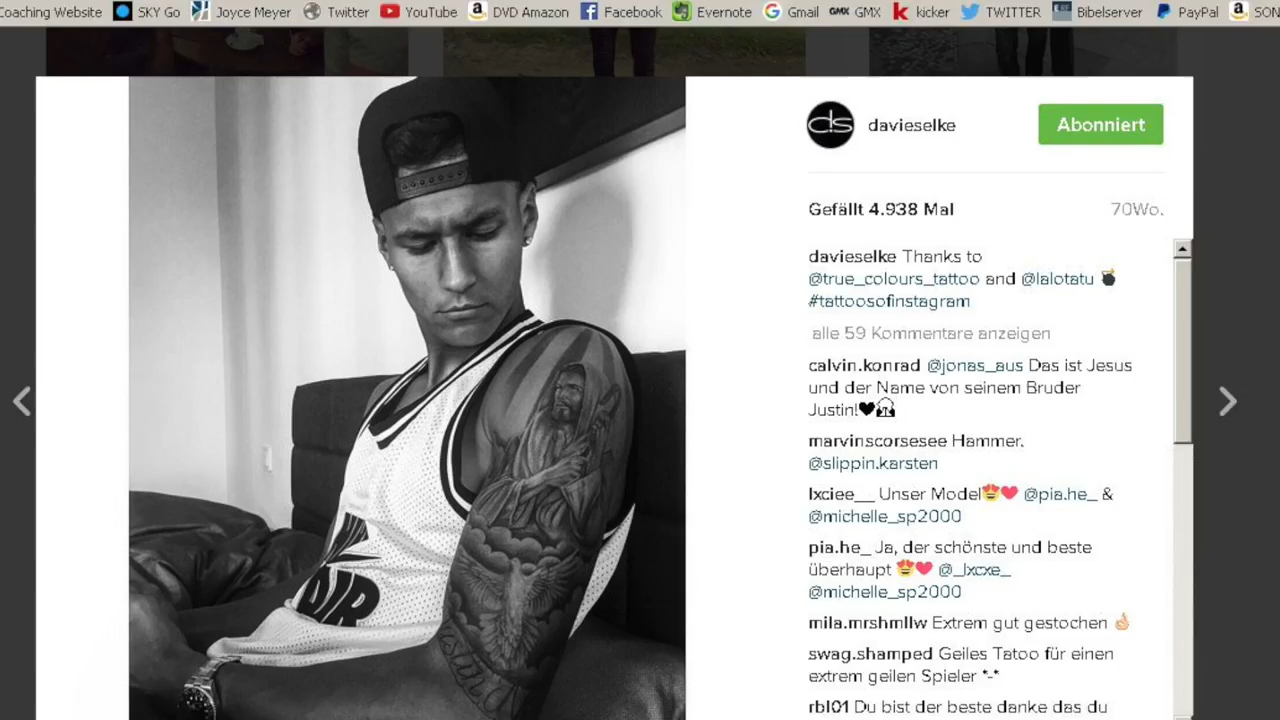 Coaching Website SKY Go Joyce Meyer Twitter YouTube DVD Amazon Facebook Evernote Gmail GMX GMX kicker TWITTER Bibelserver PayPal SON
ds davieselke Abonniert
Gefällt 4.938 Mal 70Wo.
davieselke Thanks to
@true_colours_tattoo and @lalotatu 💣
#tattoosofinstagram
alle 59 Kommentare anzeigen
calvin.konrad @jonas_aus Das ist Jesus
und der Name von seinem Bruder
Justin!
marvinscorsesee Hammer.
@slippin.karsten
lxciee__ Unser Model😍❤ @pia.he_ &
@michelle_sp2000
pia.he_ Ja, der schönste und beste
überhaupt 😍❤ @_lxcxe_
@michelle_sp2000
mila.mrshmllw Extrem gut gestochen 👌
swag.shamped Geiles Tatoo für einen
extrem geilen Spieler *-*
rbl01 Du bist der beste danke das du
AIR